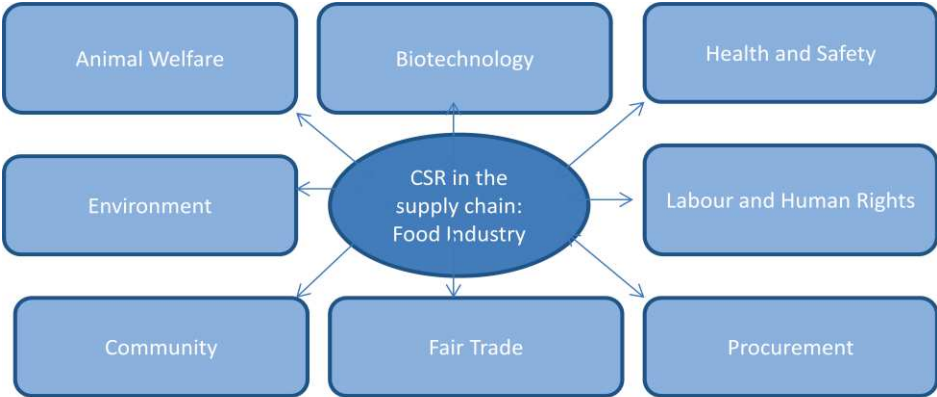 Animal Welfare
Biotechnology
Health and Safety
CSR in the
supply chain:
Food Industry
Environment
Labour and Human Rights
Community
Fair Trade
Procurement